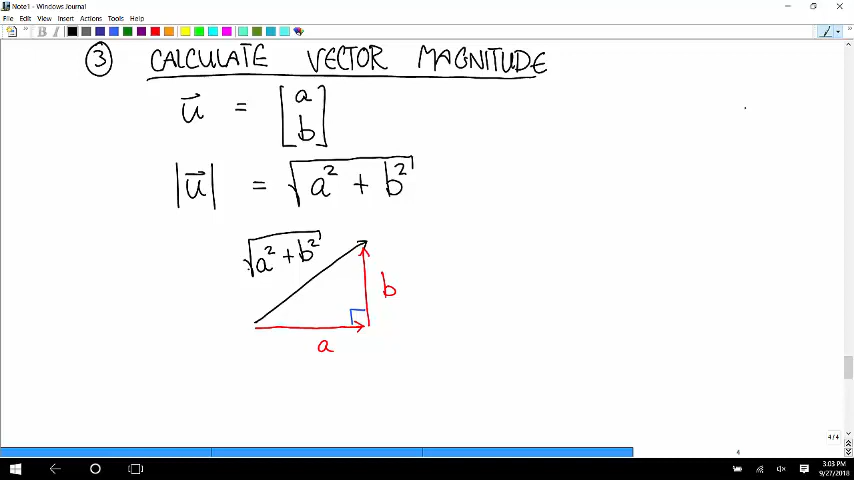 Note1 - Windows Journal
File Edit View Insert Actions Tools Help
B I
③ CALCULATE VECTOR MAGNITUDE
u⃗ = [a
b]
|u⃗| = √(a² + b²)
√(a² + b²)
b
a
4/4
4
3:03 PM
9/27/2018